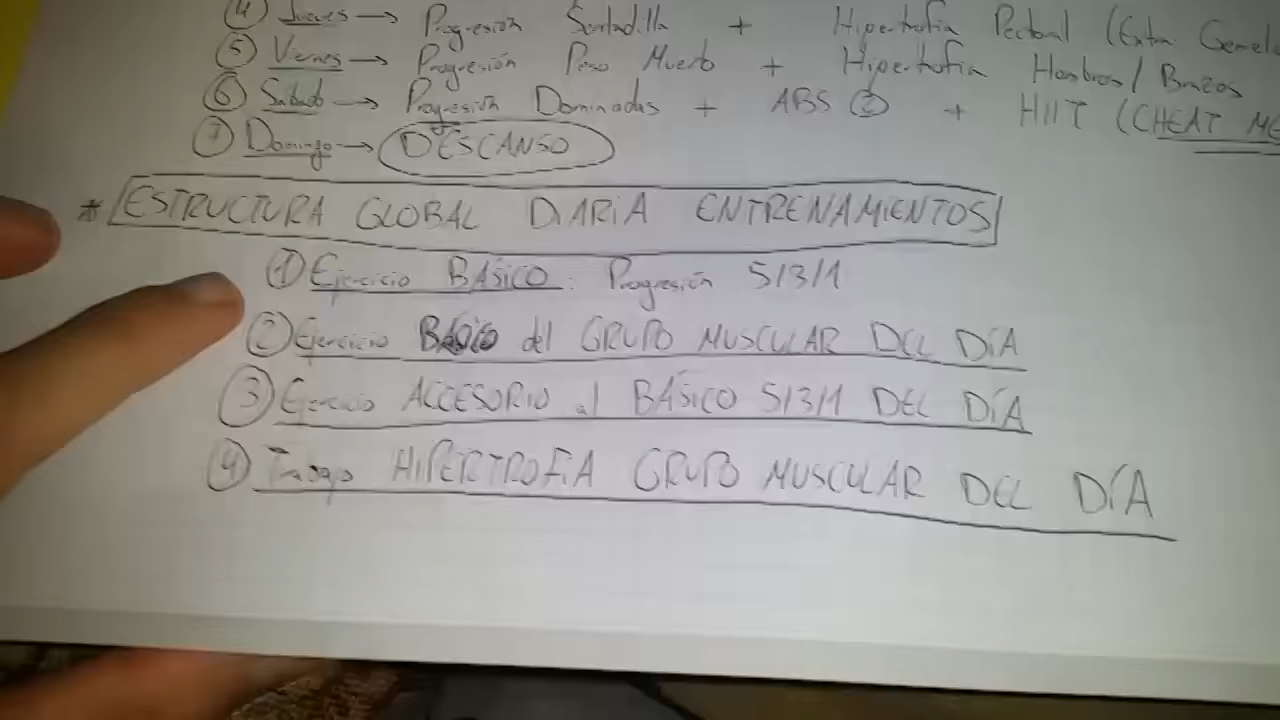 ④ Jueves → Progresión Sentadilla + Hipertrofia Pectoral (Extra Gemel
⑤ Viernes → Progresión Peso Muerto + Hipertrofia Hombros/Brazos
⑥ Sábado → Progresión Dominadas + ABS ② + HIIT (CHEAT
⑦ Domingo → DESCANSO
* ESTRUCTURA GLOBAL DIARIA ENTRENAMIENTOS
① Ejercicio BÁSICO: Progresión 5/3/1
② Ejercicio BÁSICO del GRUPO MUSCULAR DEL DÍA
③ Ejercicio ACCESORIO al BÁSICO 5/3/1 DEL DÍA
④ Trabajo HIPERTROFIA GRUPO MUSCULAR DEL DÍA